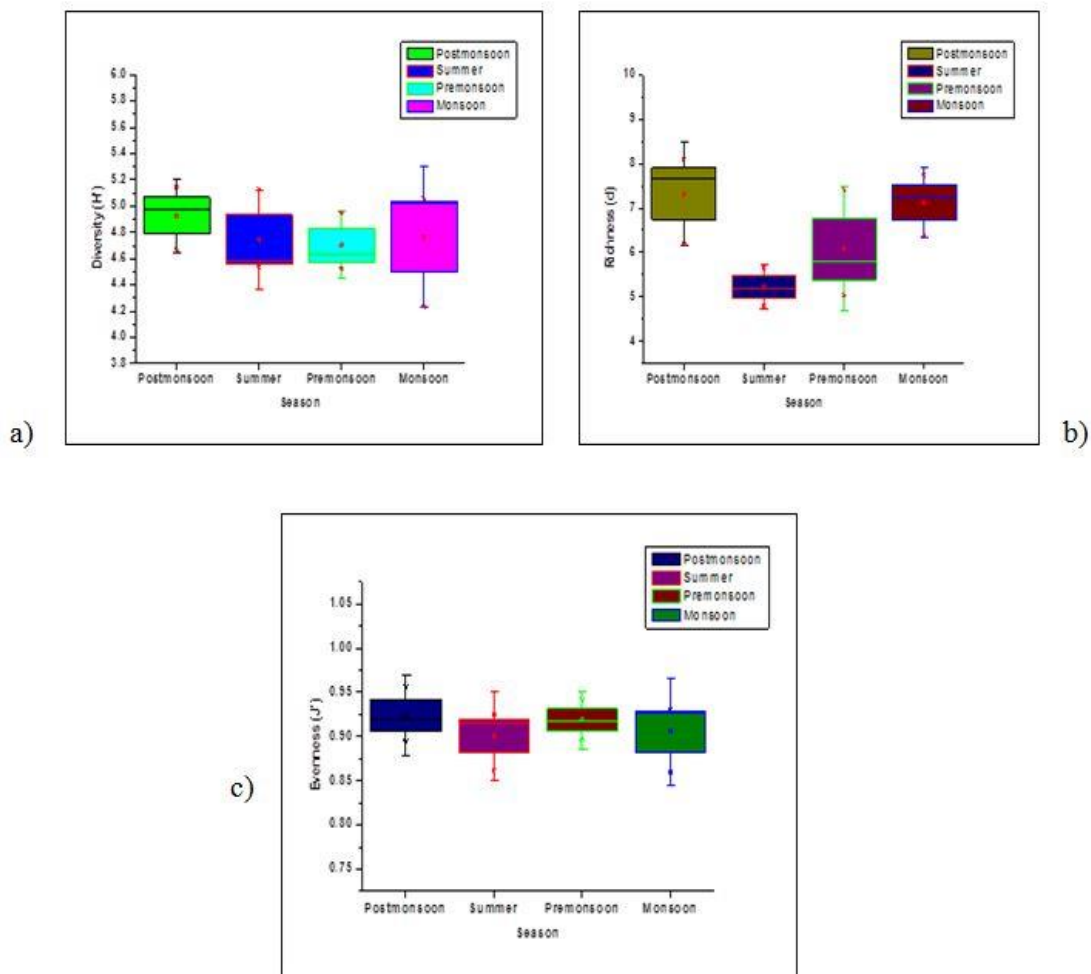 Postmonsoon
Summer
Premonsoon
Monsoon
6.0
5.8
5.6
5.4
5.2
5.0
4.8
4.6
4.4
4.2
4.0
3.8
Diversity (H')
Postmonsoon Summer Premonsoon Monsoon
Season
a)
Postmonsoon
Summer
Premonsoon
Monsoon
10
9
8
7
6
5
4
Richness (d)
Postmonsoon Summer Premonsoon Monsoon
Season
b)
Postmonsoon
Summer
Premonsoon
Monsoon
1.05
1.00
0.95
0.90
0.85
0.80
0.75
Evenness (J')
Postmonsoon Summer Premonsoon Monsoon
Season
c)